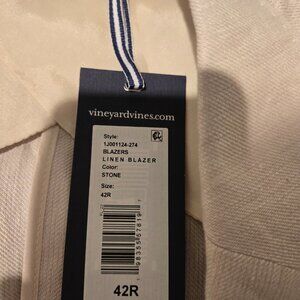 vineyardvines.com
Style:
1J001124-274
BLAZERS
LINEN BLAZER
Color:
STONE
Size:
42R
42R